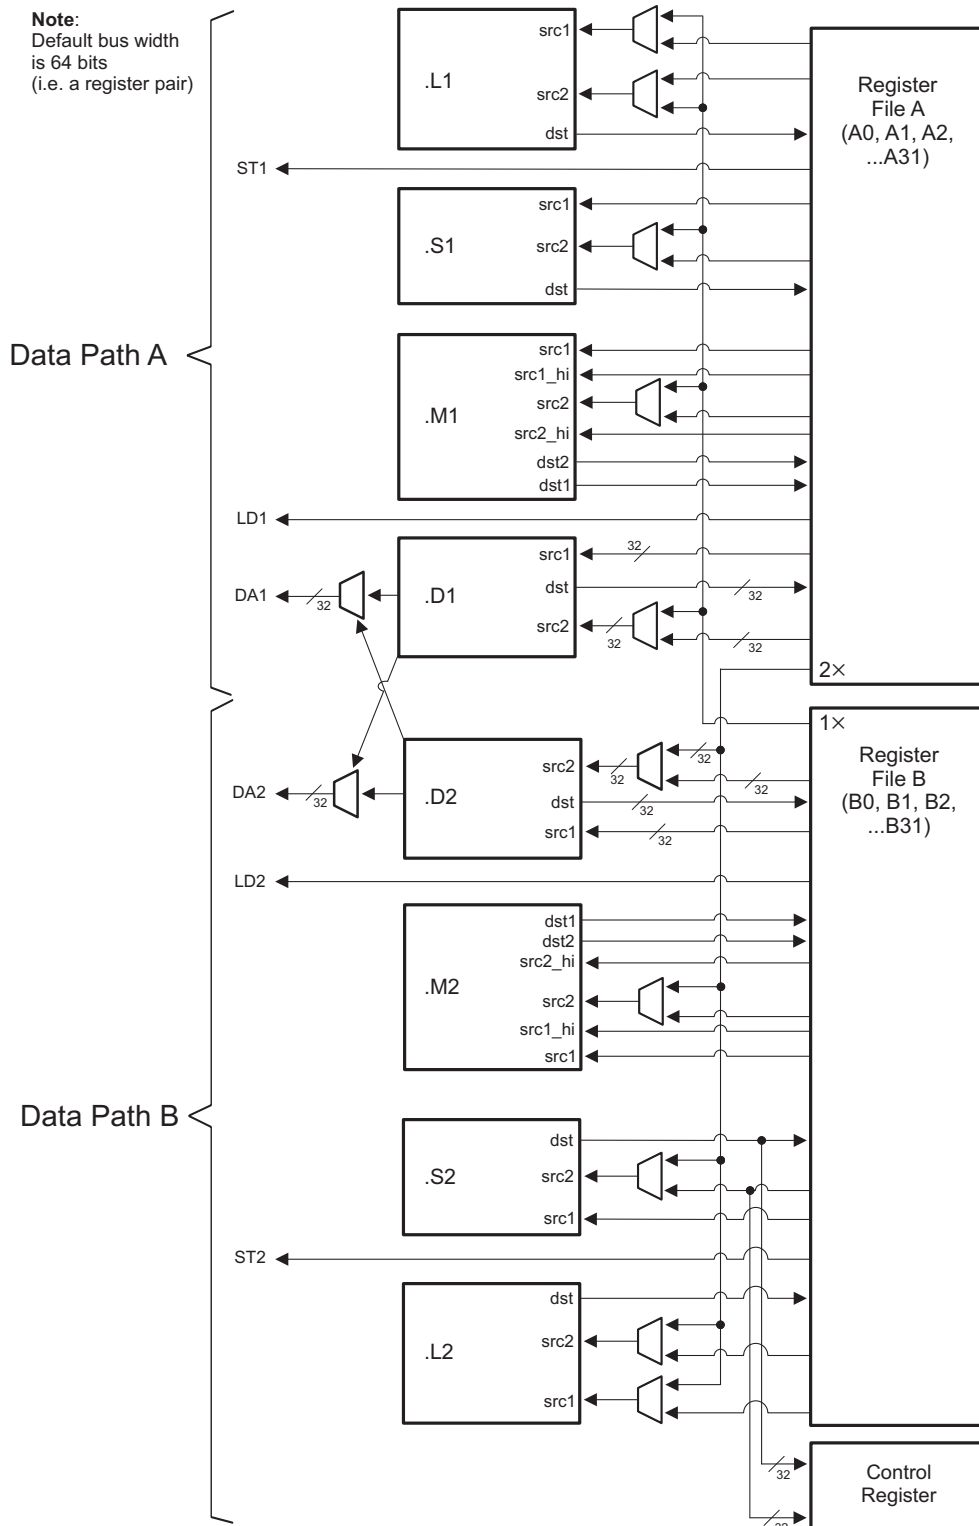 Note:
Default bus width
is 64 bits
(i.e. a register pair)
src1
.L1
src2
dst
Register
File A
(A0, A1, A2,
...A31)
ST1
src1
.S1
src2
dst
Data Path A
src1
src1_hi
.M1
src2
src2_hi
dst2
dst1
LD1
src1
32
.D1
dst
32
DA1
32
src2
32
32
2×
1×
Register
File B
(B0, B1, B2,
...B31)
src2
32
32
32
DA2
32
.D2
dst
32
src1
32
LD2
dst1
dst2
src2_hi
.M2
src2
src1_hi
src1
Data Path B
dst
.S2
src2
src1
ST2
dst
.L2
src2
src1
32
Control
Register
32